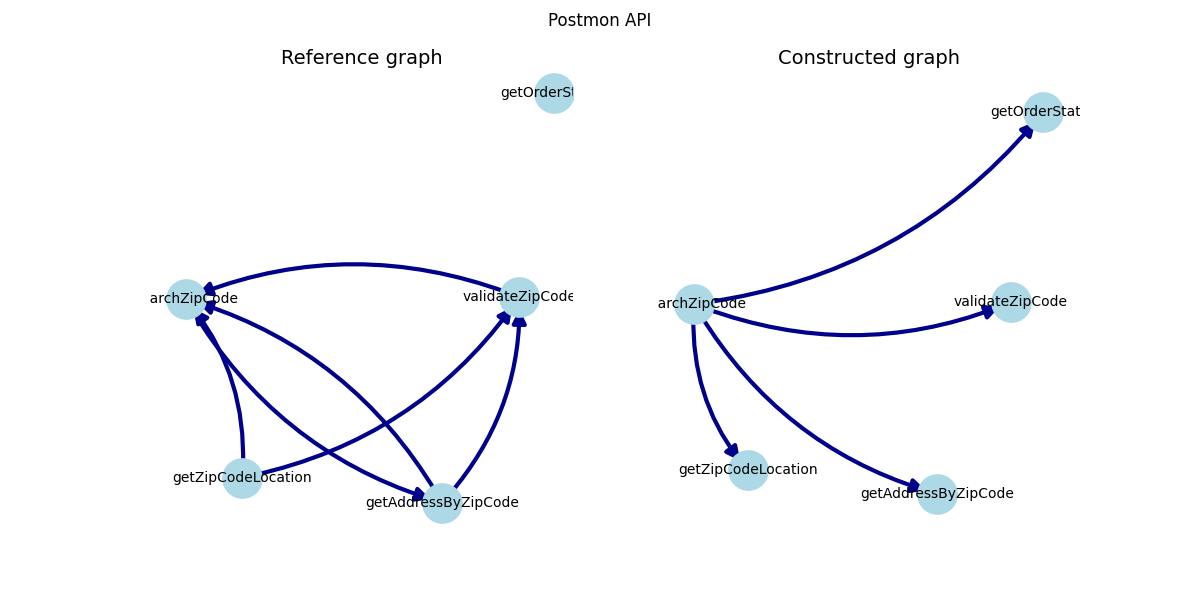 Postmon API
Reference graph
getOrderSt
archZipCode
validateZipCode
getZipCodeLocation
getAddressByZipCode
Constructed graph
getOrderStat
archZipCode
validateZipCode
getZipCodeLocation
getAddressByZipCode